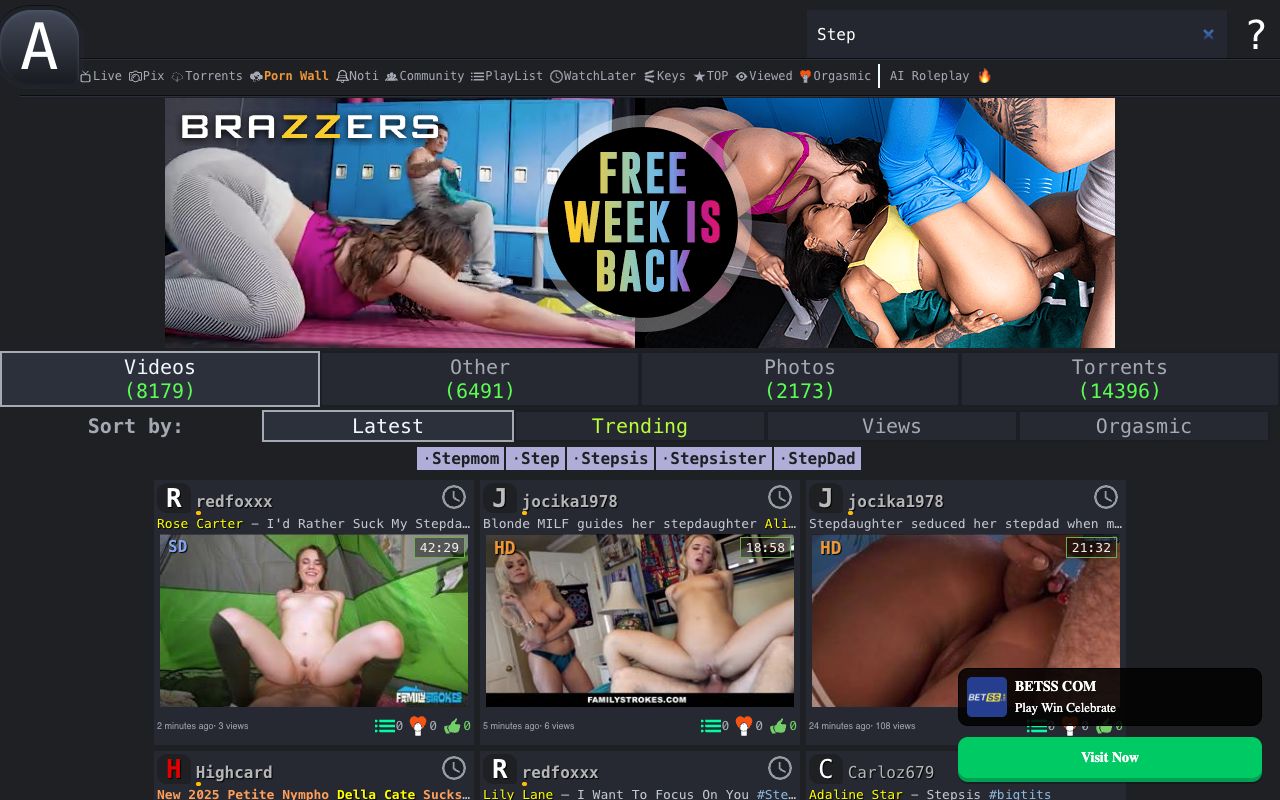 A
Step
?
Live Pix Torrents Porn Wall Noti Community PlayList WatchLater Keys TOP Viewed Orgasmic AI Roleplay
BRAZZERS
FREE
WEEK IS
BACK
Videos
(8179)
Other
(6491)
Photos
(2173)
Torrents
(14396)
Sort by: Latest Trending Views Orgasmic
·Stepmom ·Step ·Stepsis ·Stepsister ·StepDad
R redfoxxx
Rose Carter – I'd Rather Suck My Stepda…
SD 42:29
FAMILYSTROKES
2 minutes ago· 3 views 0 0 0
J jocika1978
Blonde MILF guides her stepdaughter Ali…
HD 18:58
FAMILYSTROKES.COM
5 minutes ago· 6 views 0 0 0
J jocika1978
Stepdaughter seduced her stepdad when m…
HD 21:32
24 minutes ago· 108 views 0 0 0
BETSS COM
Play Win Celebrate
Visit Now
H Highcard
New 2025 Petite Nympho Della Cate Sucks…
R redfoxxx
Lily Lane – I Want To Focus On You #Ste…
C Carloz679
Adaline Star – Stepsis #bigtits